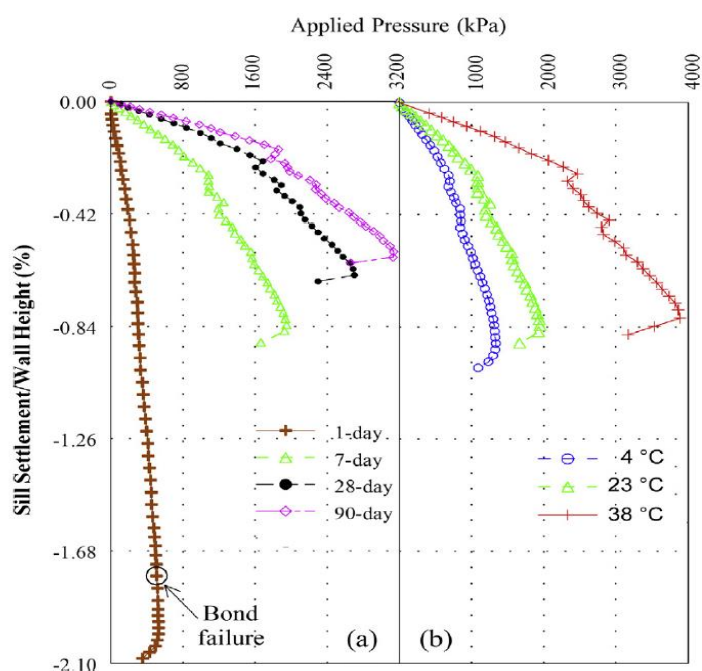 Applied Pressure (kPa)
0 800 1600 2400 3200 1000 2000 3000 4000
0.00
-0.42
-0.84
-1.26
-1.68
-2.10
Sill Settlement/Wall Height (%)
1-day
7-day
28-day
90-day
4 °C
23 °C
38 °C
Bond
failure
(a) (b)